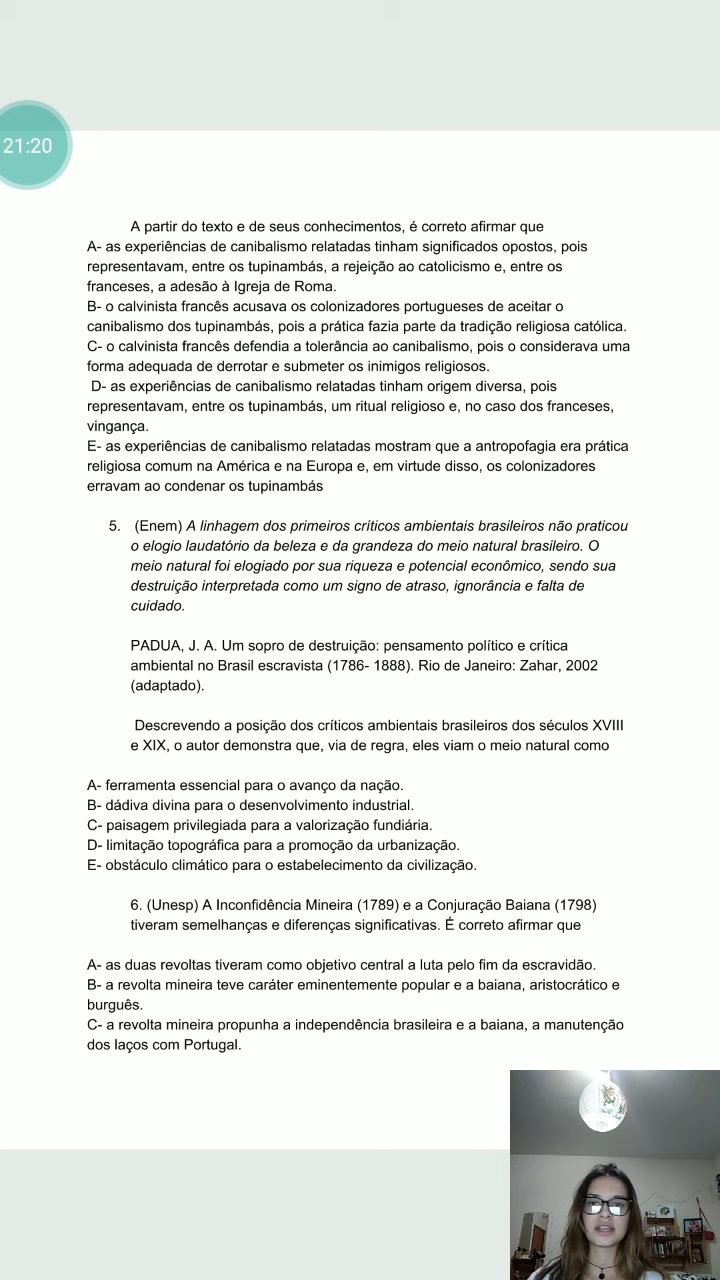 21:20
A partir do texto e de seus conhecimentos, é correto afirmar que
A- as experiências de canibalismo relatadas tinham significados opostos, pois
representavam, entre os tupinambás, a rejeição ao catolicismo e, entre os
franceses, a adesão à Igreja de Roma.
B- o calvinista francês acusava os colonizadores portugueses de aceitar o
canibalismo dos tupinambás, pois a prática fazia parte da tradição religiosa católica.
C- o calvinista francês defendia a tolerância ao canibalismo, pois o considerava uma
forma adequada de derrotar e submeter os inimigos religiosos.
D- as experiências de canibalismo relatadas tinham origem diversa, pois
representavam, entre os tupinambás, um ritual religioso e, no caso dos franceses,
vingança.
E- as experiências de canibalismo relatadas mostram que a antropofagia era prática
religiosa comum na América e na Europa e, em virtude disso, os colonizadores
erravam ao condenar os tupinambás
5. (Enem) A linhagem dos primeiros críticos ambientais brasileiros não praticou
o elogio laudatório da beleza e da grandeza do meio natural brasileiro. O
meio natural foi elogiado por sua riqueza e potencial econômico, sendo sua
destruição interpretada como um signo de atraso, ignorância e falta de
cuidado.
PADUA, J. A. Um sopro de destruição: pensamento político e crítica
ambiental no Brasil escravista (1786- 1888). Rio de Janeiro: Zahar, 2002
(adaptado).
Descrevendo a posição dos críticos ambientais brasileiros dos séculos XVIII
e XIX, o autor demonstra que, via de regra, eles viam o meio natural como
A- ferramenta essencial para o avanço da nação.
B- dádiva divina para o desenvolvimento industrial.
C- paisagem privilegiada para a valorização fundiária.
D- limitação topográfica para a promoção da urbanização.
E- obstáculo climático para o estabelecimento da civilização.
6. (Unesp) A Inconfidência Mineira (1789) e a Conjuração Baiana (1798)
tiveram semelhanças e diferenças significativas. É correto afirmar que
A- as duas revoltas tiveram como objetivo central a luta pelo fim da escravidão.
B- a revolta mineira teve caráter eminentemente popular e a baiana, aristocrático e
burguês.
C- a revolta mineira propunha a independência brasileira e a baiana, a manutenção
dos laços com Portugal.